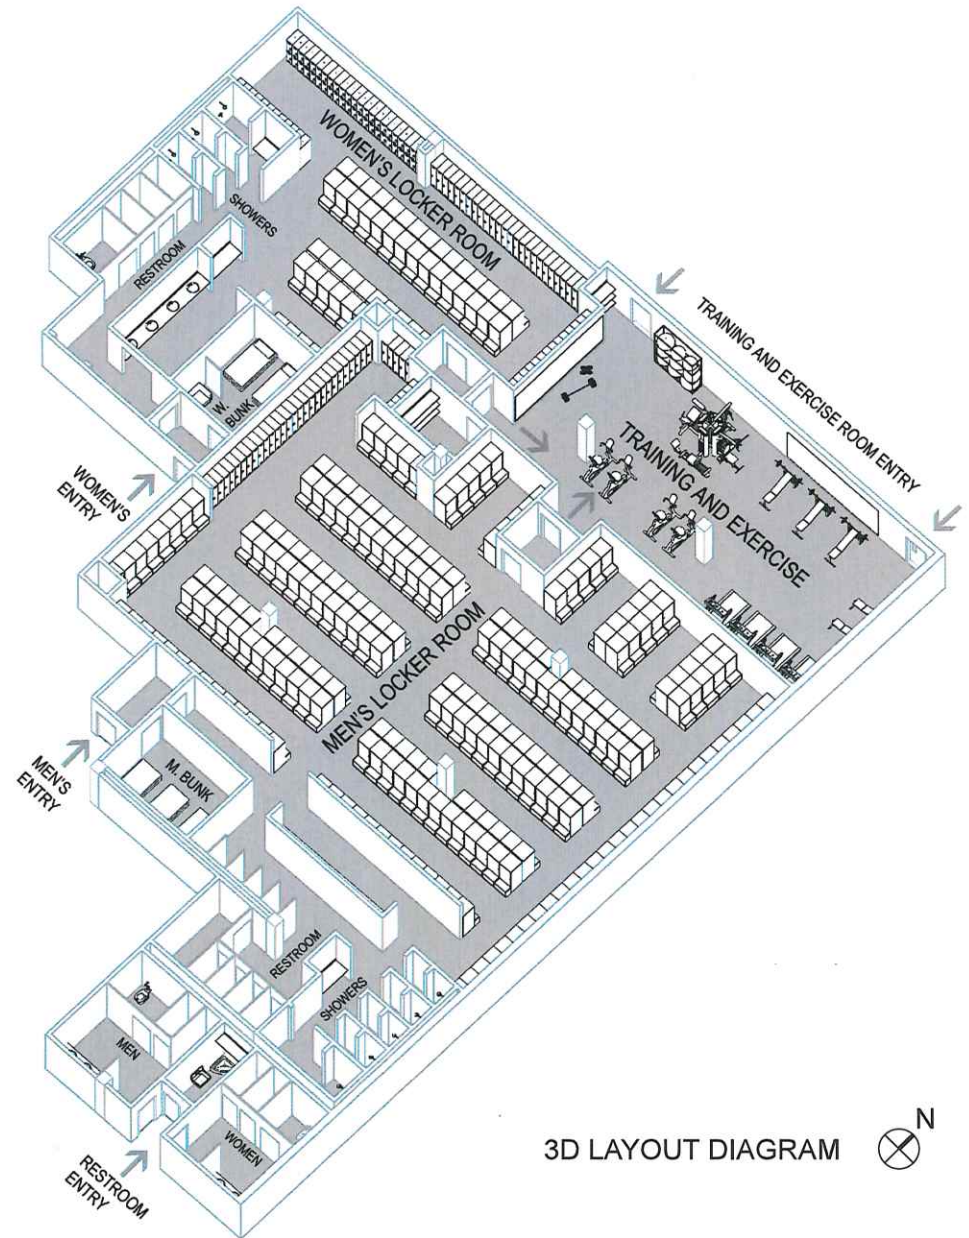 WOMEN'S LOCKER ROOM
SHOWERS
RESTROOM
W.
BUNK
WOMEN'S
ENTRY
TRAINING AND EXERCISE ROOM ENTRY
TRAINING AND EXERCISE
MEN'S LOCKER ROOM
MEN'S
ENTRY
M. BUNK
RESTROOM
SHOWERS
MEN
WOMEN
RESTROOM
ENTRY
3D LAYOUT DIAGRAM
N